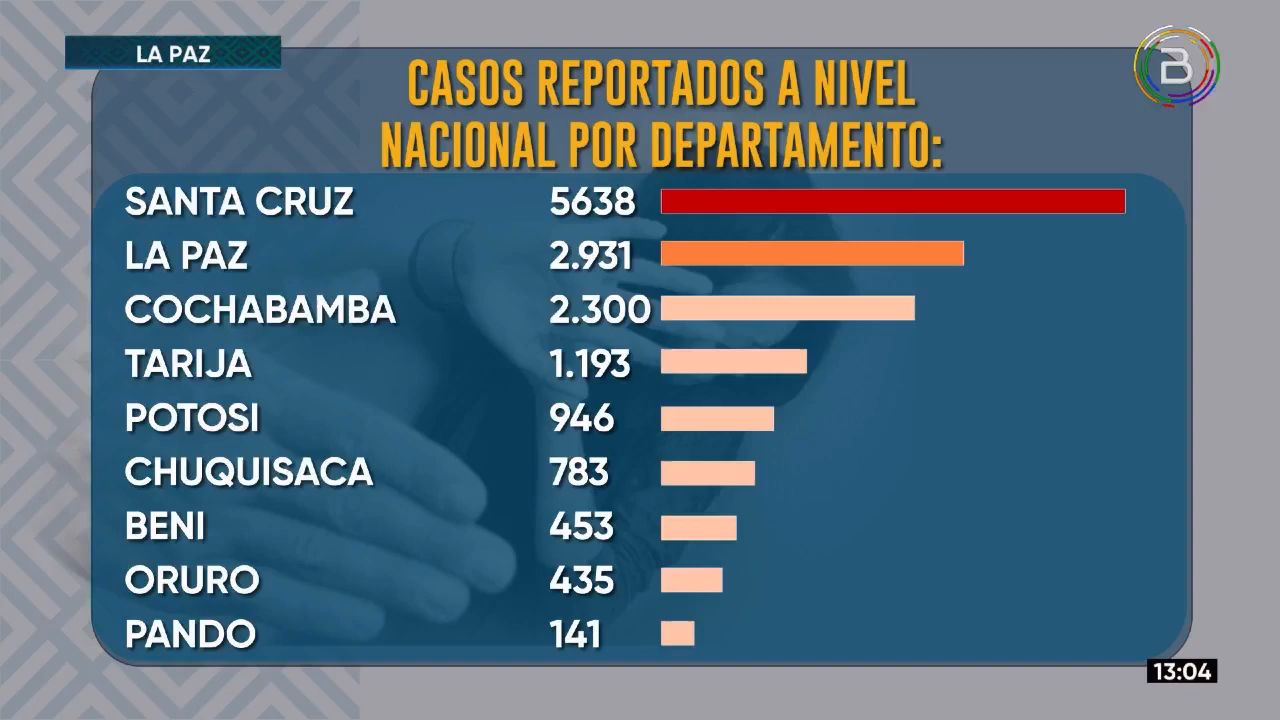 LA PAZ
CASOS REPORTADOS A NIVEL
NACIONAL POR DEPARTAMENTO:
SANTA CRUZ 5638
LA PAZ 2.931
COCHABAMBA 2.300
TARIJA 1.193
POTOSI 946
CHUQUISACA 783
BENI 453
ORURO 435
PANDO 141
B
13:04